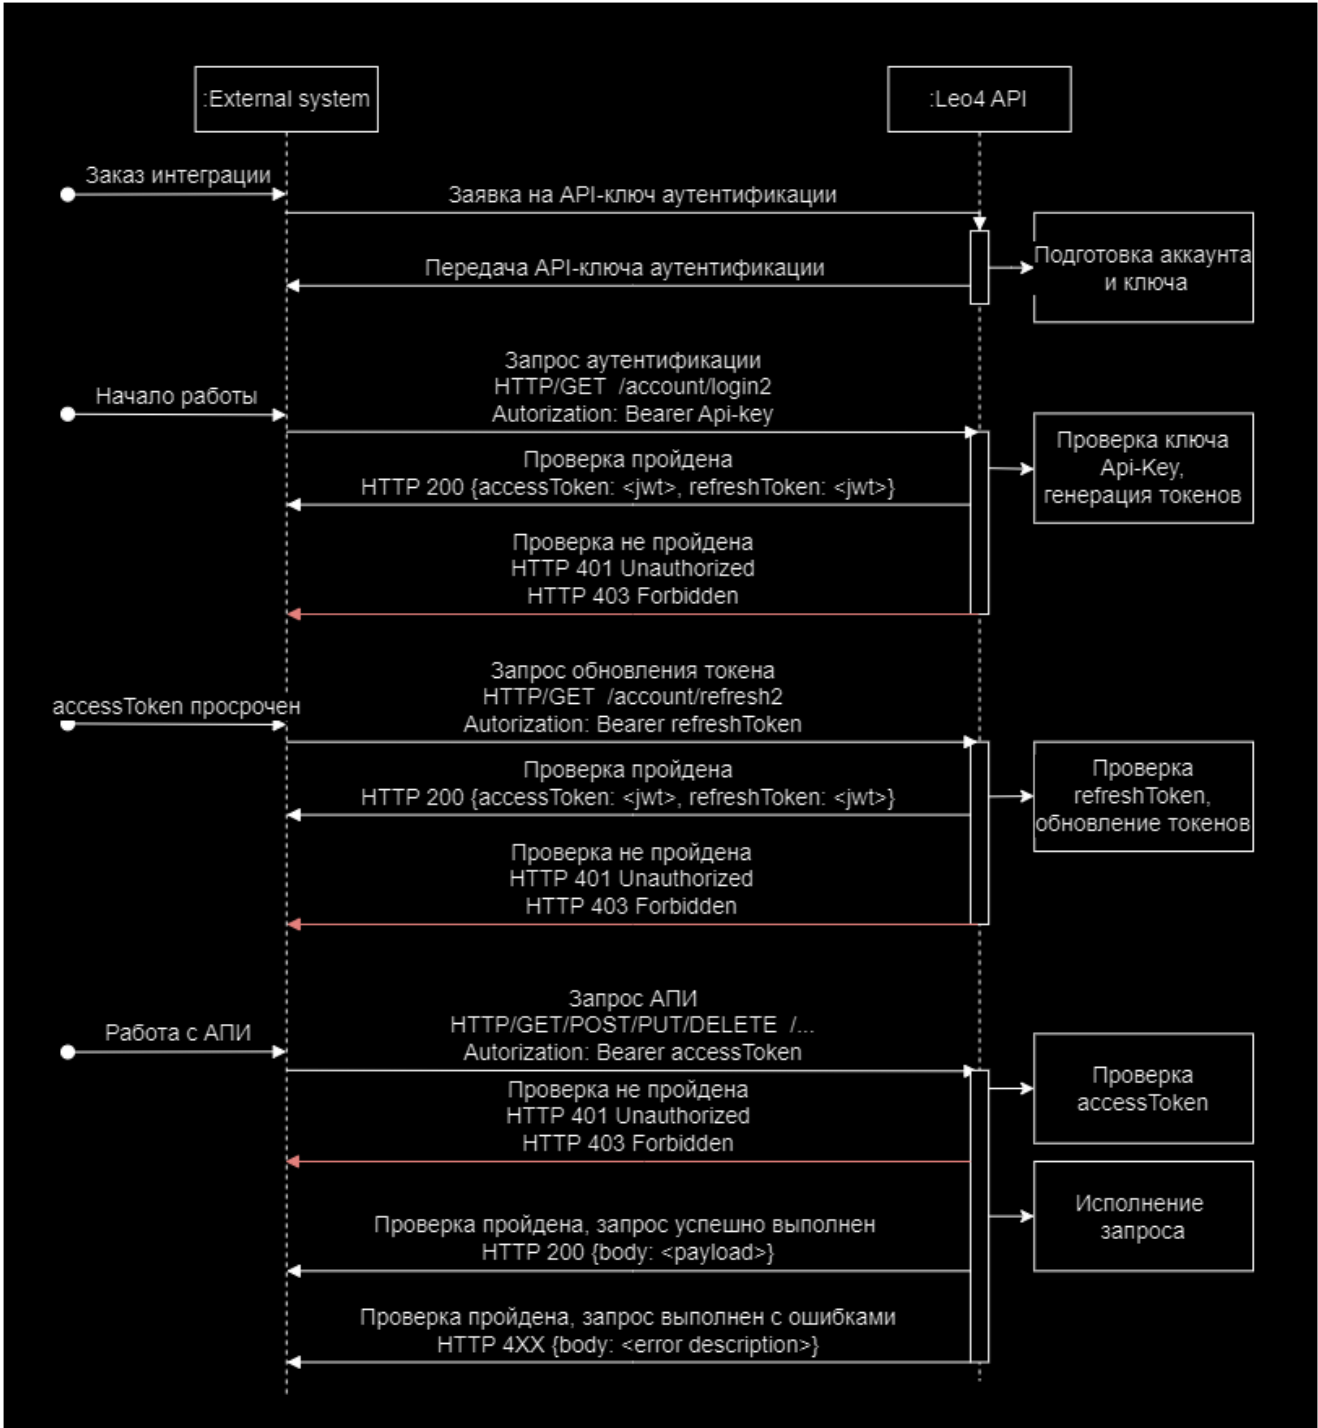 :External system
:Leo4 API
Заказ интеграции
Заявка на API-ключ аутентификации
Передача API-ключа аутентификации
Подготовка аккаунта
и ключа
Начало работы
Запрос аутентификации
HTTP/GET /account/login2
Autorization: Bearer Api-key
Проверка ключа
Api-Key,
генерация токенов
Проверка пройдена
HTTP 200 {accessToken: <jwt>, refreshToken: <jwt>}
Проверка не пройдена
HTTP 401 Unauthorized
HTTP 403 Forbidden
accessToken просрочен
Запрос обновления токена
HTTP/GET /account/refresh2
Autorization: Bearer refreshToken
Проверка
refreshToken,
обновление токенов
Проверка пройдена
HTTP 200 {accessToken: <jwt>, refreshToken: <jwt>}
Проверка не пройдена
HTTP 401 Unauthorized
HTTP 403 Forbidden
Работа с АПИ
Запрос АПИ
HTTP/GET/POST/PUT/DELETE /...
Autorization: Bearer accessToken
Проверка
accessToken
Проверка не пройдена
HTTP 401 Unauthorized
HTTP 403 Forbidden
Исполнение
запроса
Проверка пройдена, запрос успешно выполнен
HTTP 200 {body: <payload>}
Проверка пройдена, запрос выполнен с ошибками
HTTP 4XX {body: <error description>}